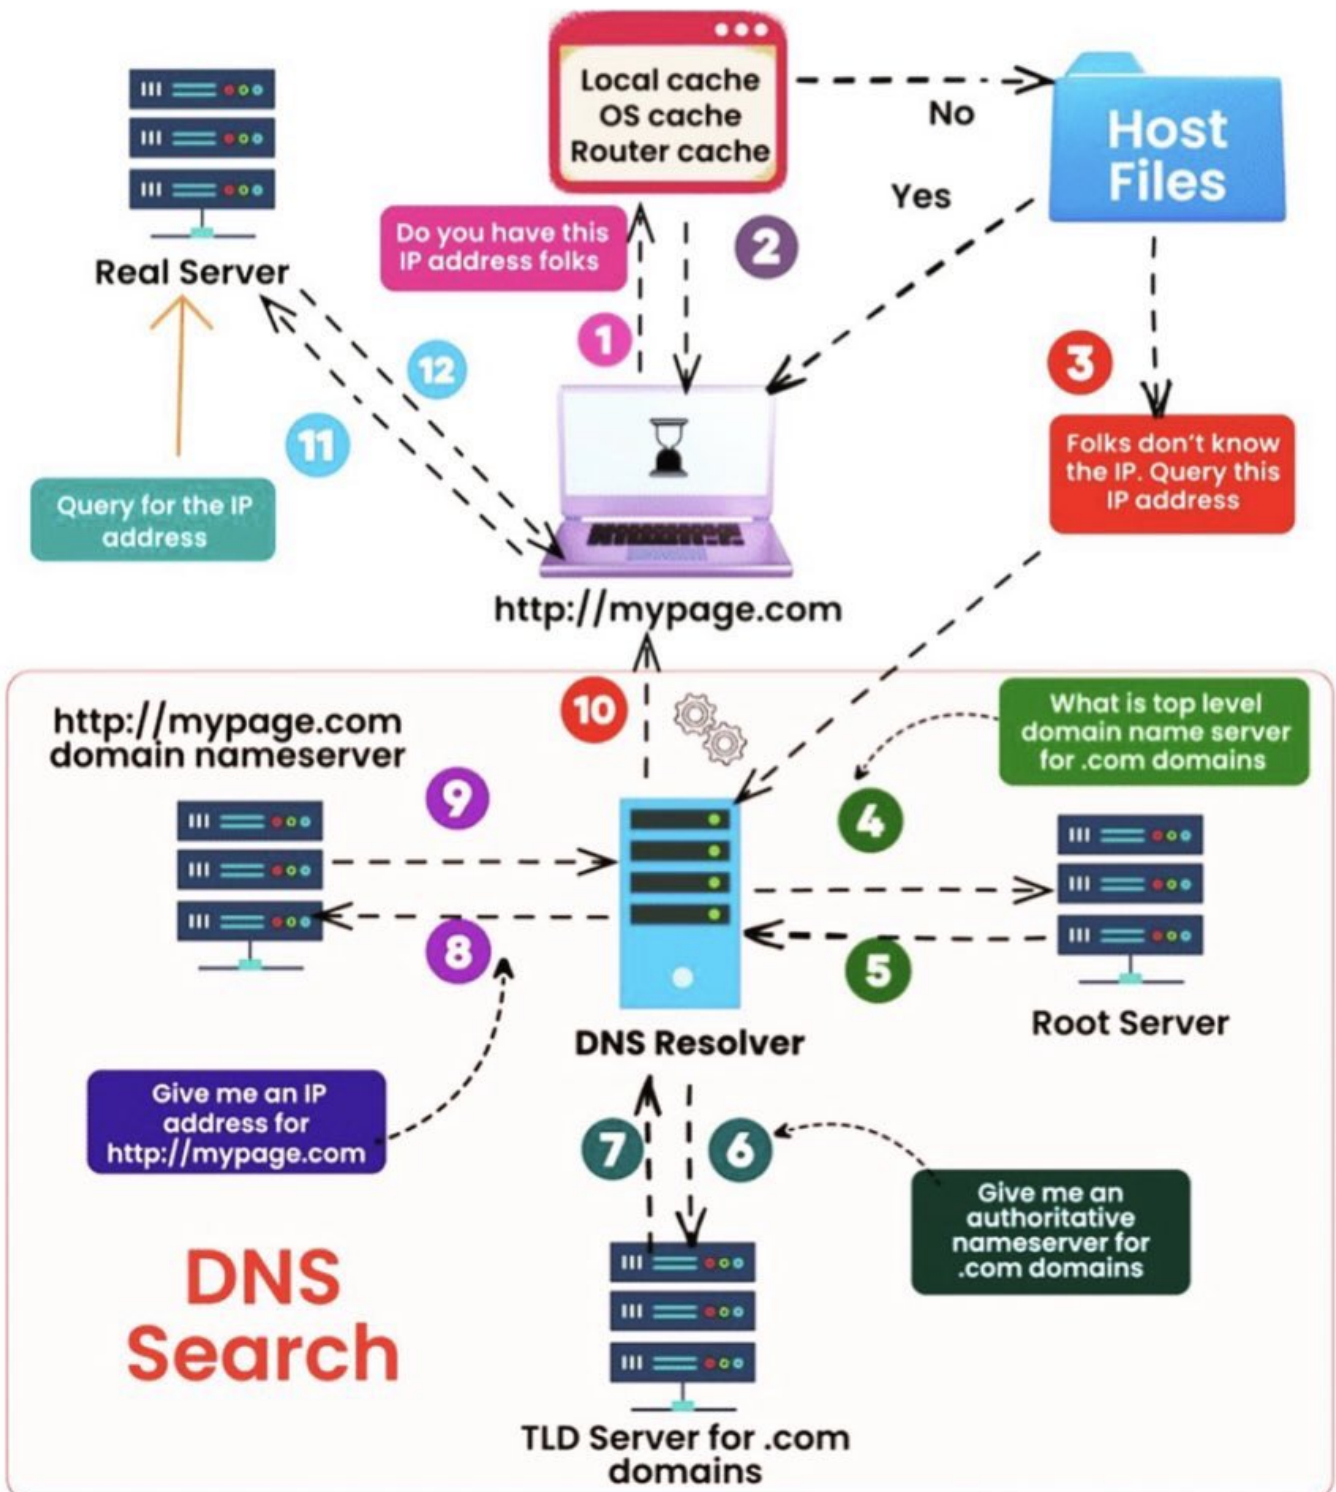 Local cache
OS cache
Router cache
No
Host
Files
Yes
Real Server
Do you have this
IP address folks
2
1
12
11
3
Folks don't know
the IP. Query this
IP address
Query for the IP
address
http://mypage.com
10
What is top level
domain name server
for .com domains
http://mypage.com
domain nameserver
9
4
8
5
DNS Resolver
Root Server
Give me an IP
address for
http://mypage.com
7
6
Give me an
authoritative
nameserver for
.com domains
DNS
Search
TLD Server for .com
domains